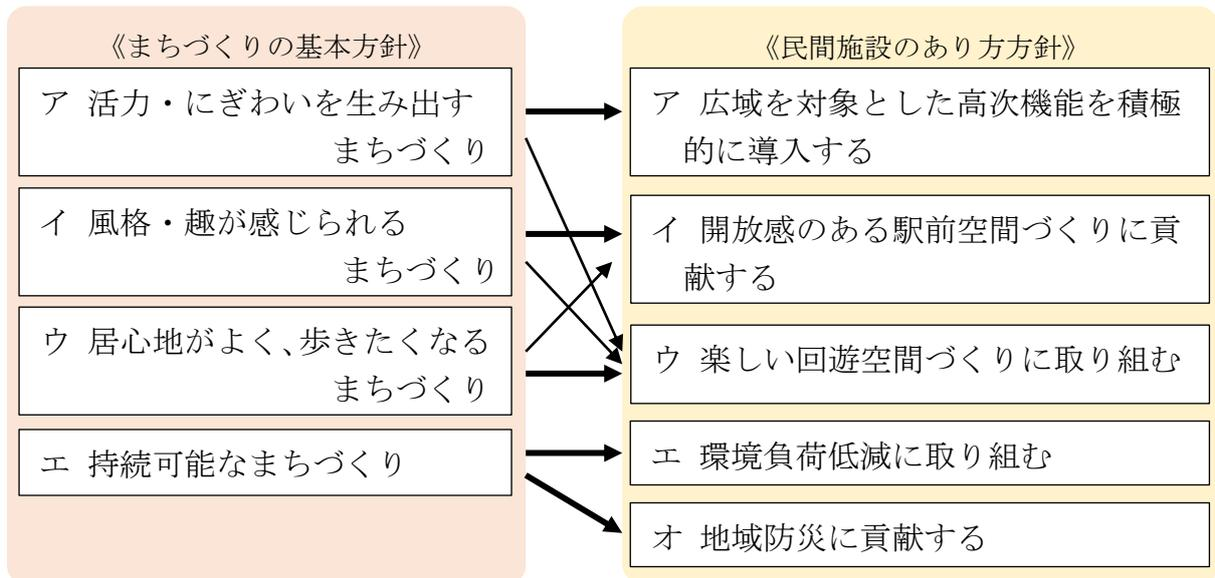 《まちづくりの基本方針》
ア 活力・にぎわいを生み出す
まちづくり
イ 風格・趣が感じられる
まちづくり
ウ 居心地がよく、歩きたくなる
まちづくり
エ 持続可能なまちづくり
《民間施設のあり方方針》
ア 広域を対象とした高次機能を積極
的に導入する
イ 開放感のある駅前空間づくりに貢
献する
ウ 楽しい回遊空間づくりに取り組む
エ 環境負荷低減に取り組む
オ 地域防災に貢献する